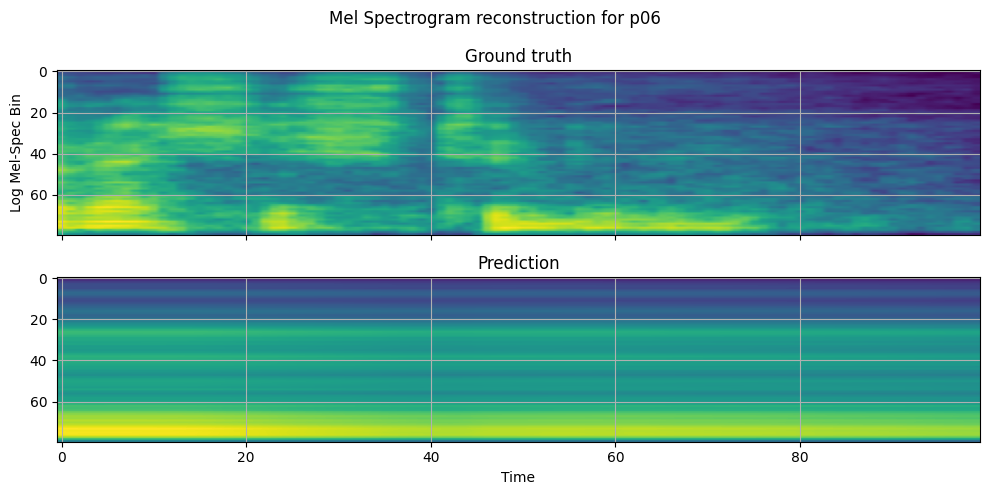 Mel Spectrogram reconstruction for p06
Ground truth
Log Mel-Spec Bin
0
20
40
60
Prediction
0
20
40
60
0 20 40 60 80
Time